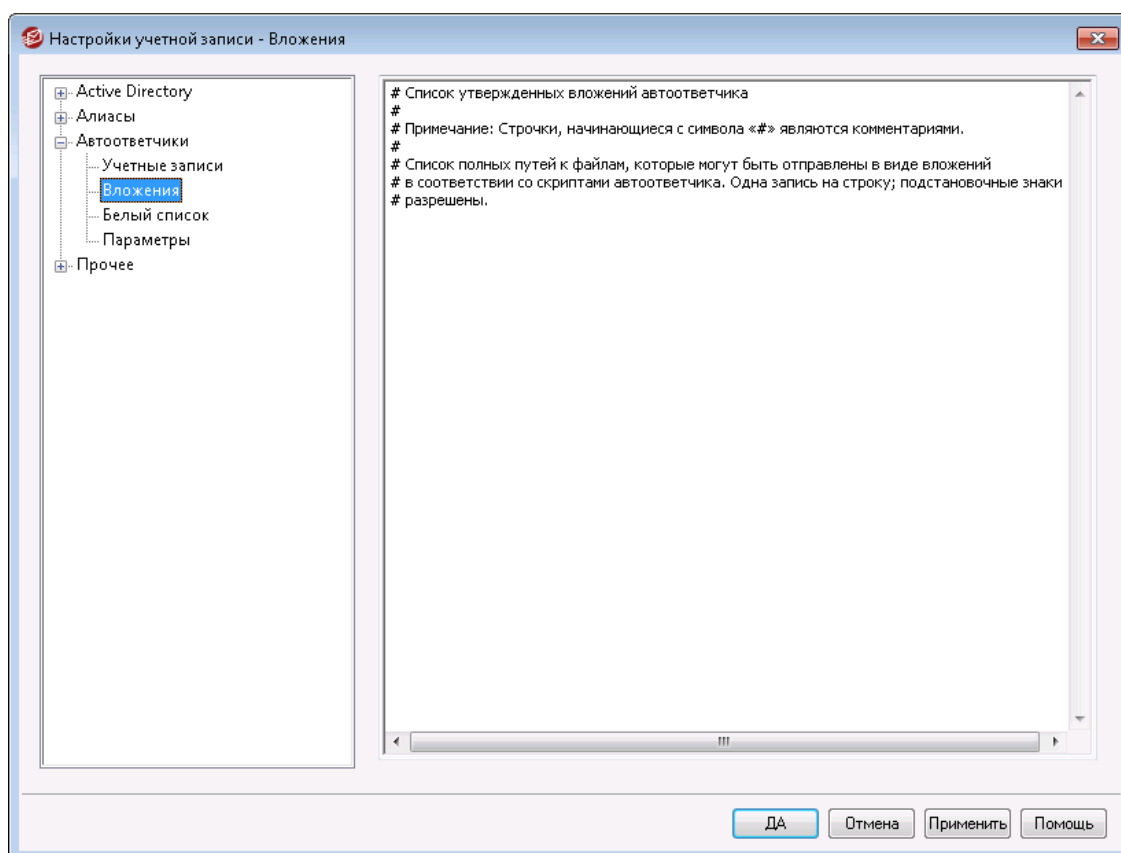 Настройки учетной записи - Вложения
Active Directory
Алиасы
Автоответчики
Учетные записи
Вложения
Белый список
Параметры
Прочее
# Список утвержденных вложений автоответчика
#
# Примечание: Строчки, начинающиеся с символа «#» являются комментариями.
#
# Список полных путей к файлам, которые могут быть отправлены в виде вложений
# в соответствии со скриптами автоответчика. Одна запись на строку; подстановочные знаки
# разрешены.
ДА
Отмена
Применить
Помощь